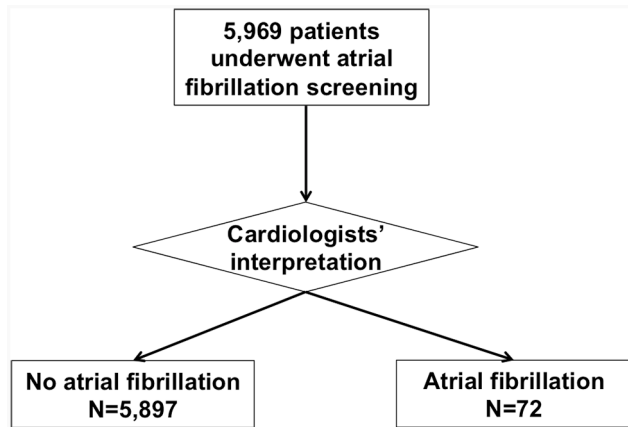 5,969 patients
underwent atrial
fibrillation screening
Cardiologists’
interpretation
No atrial fibrillation
N=5,897
Atrial fibrillation
N=72